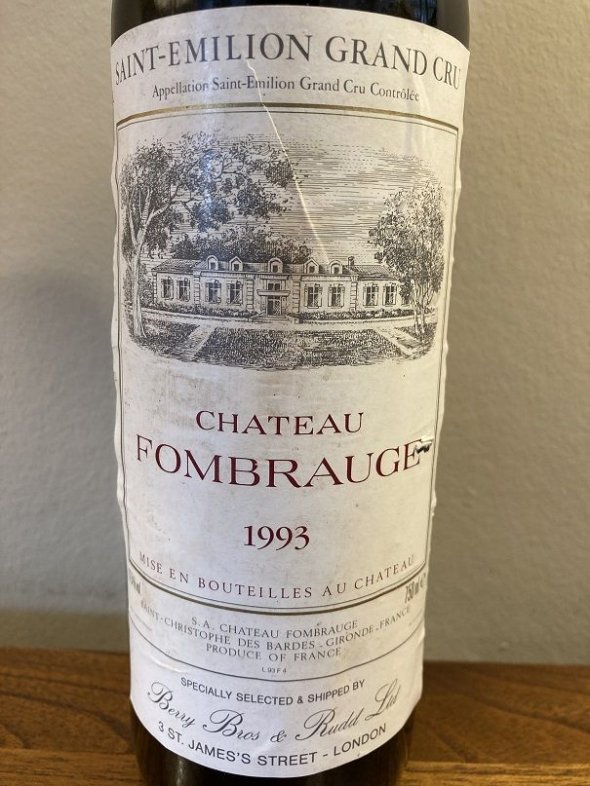 SAINT-EMILION GRAND CRU
Appellation Saint-Emilion Grand Cru Contrôlée
CHATEAU
FOMBRAUGE
1993
MISE EN BOUTEILLES AU CHATEAU
750 ml
S.A. CHATEAU FOMBRAUGE
SAINT-CHRISTOPHE DES BARDES - GIRONDE - FRANCE
PRODUCE OF FRANCE
L 93 F 4
SPECIALLY SELECTED & SHIPPED BY
Berry Bros & Rudd Ltd
3 ST. JAMES'S STREET - LONDON